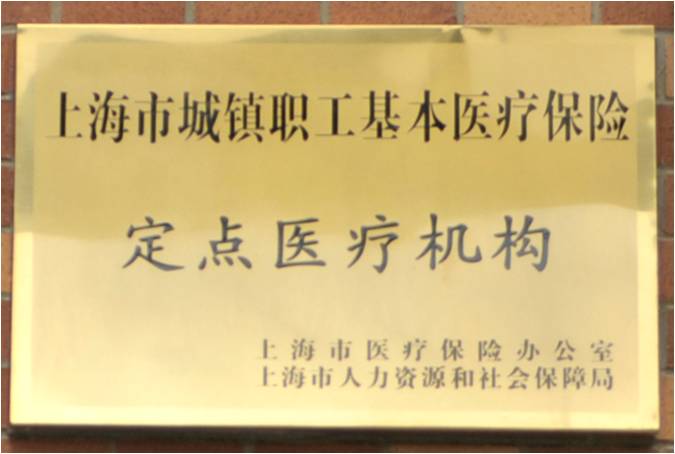 上海市城镇职工基本医疗保险
定点医疗机构
上海市医疗保险办公室
上海市人力资源和社会保障局